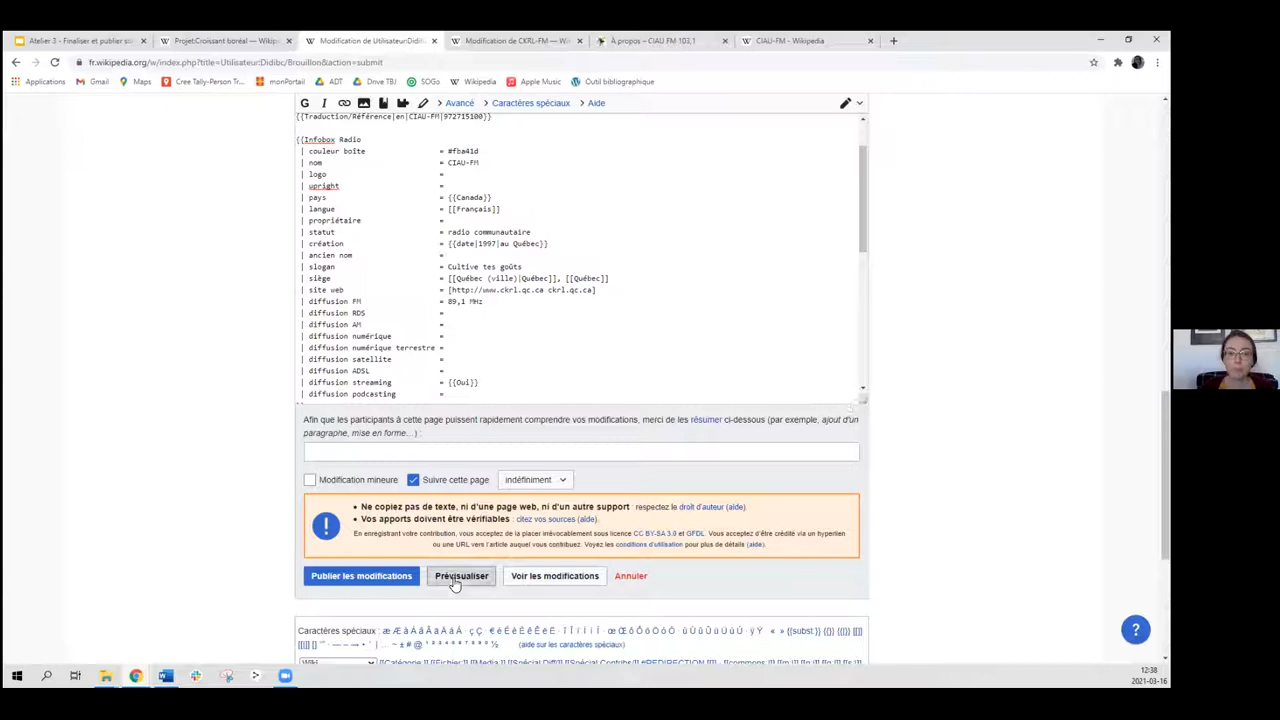 Atelier 3 - Finaliser et publier st
Projet:Croissant boréal — Wikip
Modification de Utilisateur:Didib
Modification de CKRL-FM — Wi
À propos – CIAU FM 103,1
CIAU-FM - Wikipedia
fr.wikipedia.org/w/index.php?title=Utilisateur:Didibc/Brouillon&action=submit
Applications
Gmail
Maps
Cree Tally-Person Tr...
monPortail
ADT
Drive TBJ
SOGo
Wikipedia
Apple Music
Outil bibliographique
G I Avancé Caractères spéciaux Aide
{{Traduction/Référence|en|CIAU-FM|972715100}}
{{Infobox Radio
| couleur boîte = #fba41d
| nom = CIAU-FM
| logo =
| upright =
| pays = {{Canada}}
| langue = [[Français]]
| propriétaire =
| statut = radio communautaire
| création = {{date|1997|au Québec}}
| ancien nom =
| slogan = Cultive tes goûts
| siège = [[Québec (ville)|Québec]], [[Québec]]
| site web = [http://www.ckrl.qc.ca ckrl.qc.ca]
| diffusion FM = 89,1 MHz
| diffusion RDS =
| diffusion AM =
| diffusion numérique =
| diffusion numérique terrestre =
| diffusion satellite =
| diffusion ADSL =
| diffusion streaming = {{Oui}}
| diffusion podcasting =
Afin que les participants à cette page puissent rapidement comprendre vos modifications, merci de les résumer ci-dessous (par exemple, ajout d'un
paragraphe, mise en forme…) :
Modification mineure
Suivre cette page
indéfiniment
• Ne copiez pas de texte, ni d'une page web, ni d'un autre support : respectez le droit d'auteur (aide).
• Vos apports doivent être vérifiables : citez vos sources (aide).
En enregistrant votre contribution, vous acceptez de la placer irrévocablement sous licence CC BY-SA 3.0 et GFDL. Vous acceptez d'être crédité via un hyperlien
ou une URL vers l'article auquel vous contribuez. Voyez les conditions d'utilisation pour plus de détails (aide).
Publier les modifications
Prévisualiser
Voir les modifications
Annuler
?
Caractères spéciaux :
{{subst:}} {{}} {{{}}} [[]]
(aide sur les caractères spéciaux)
Wiki
12:38
2021-03-16